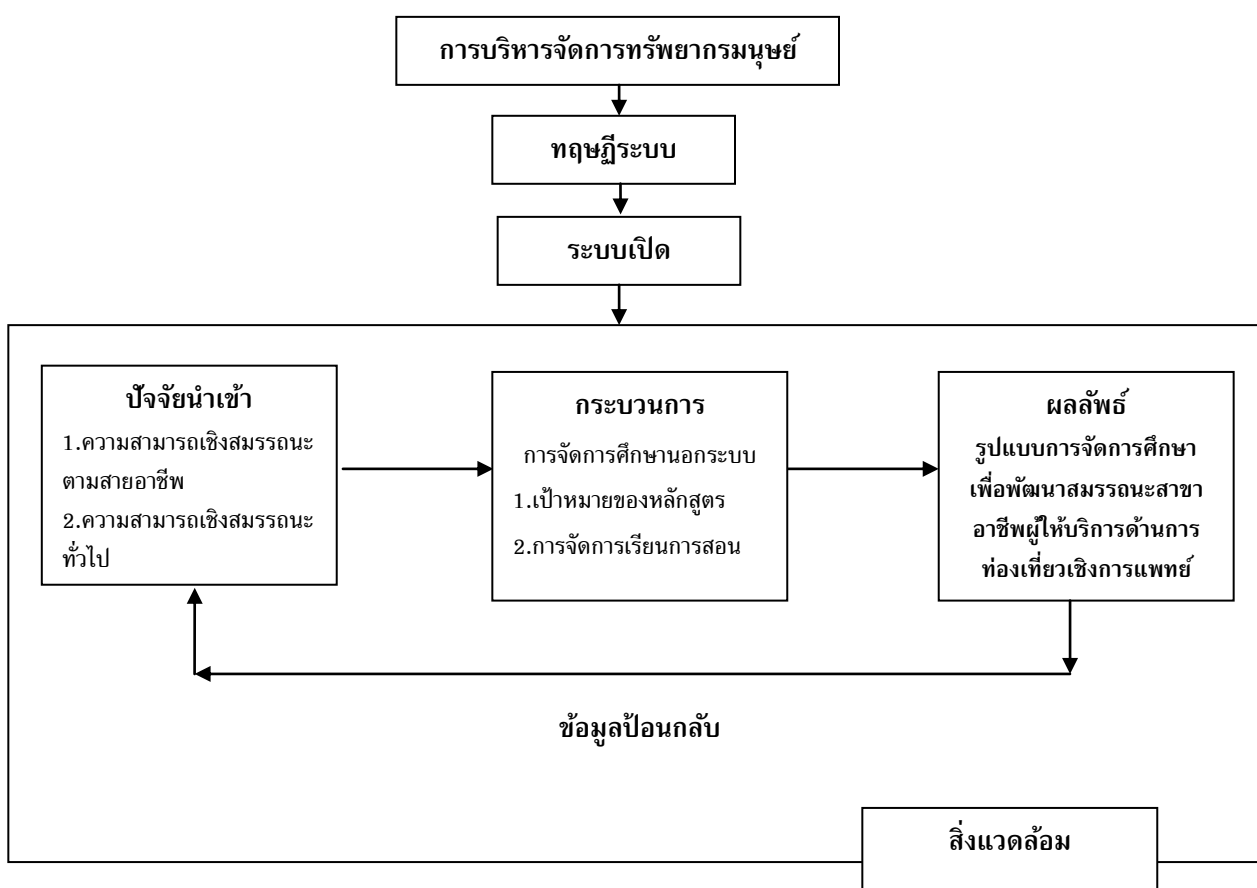 การบริหารจัดการทรัพยากรมนุษย์
ทฤษฎีระบบ
ระบบเปิด
ปัจจัยนำเข้า
1.ความสามารถเชิงสมรรถนะ
ตามสายอาชีพ
2.ความสามารถเชิงสมรรถนะ
ทั่วไป
กระบวนการ
การจัดการศึกษานอกระบบ
1.เป้าหมายของหลักสูตร
2.การจัดการเรียนการสอน
ผลลัพธ์
รูปแบบการจัดการศึกษา
เพื่อพัฒนาสมรรถนะสาขา
อาชีพผู้ให้บริการด้านการ
ท่องเที่ยวเชิงการแพทย์
ข้อมูลป้อนกลับ
สิ่งแวดล้อม